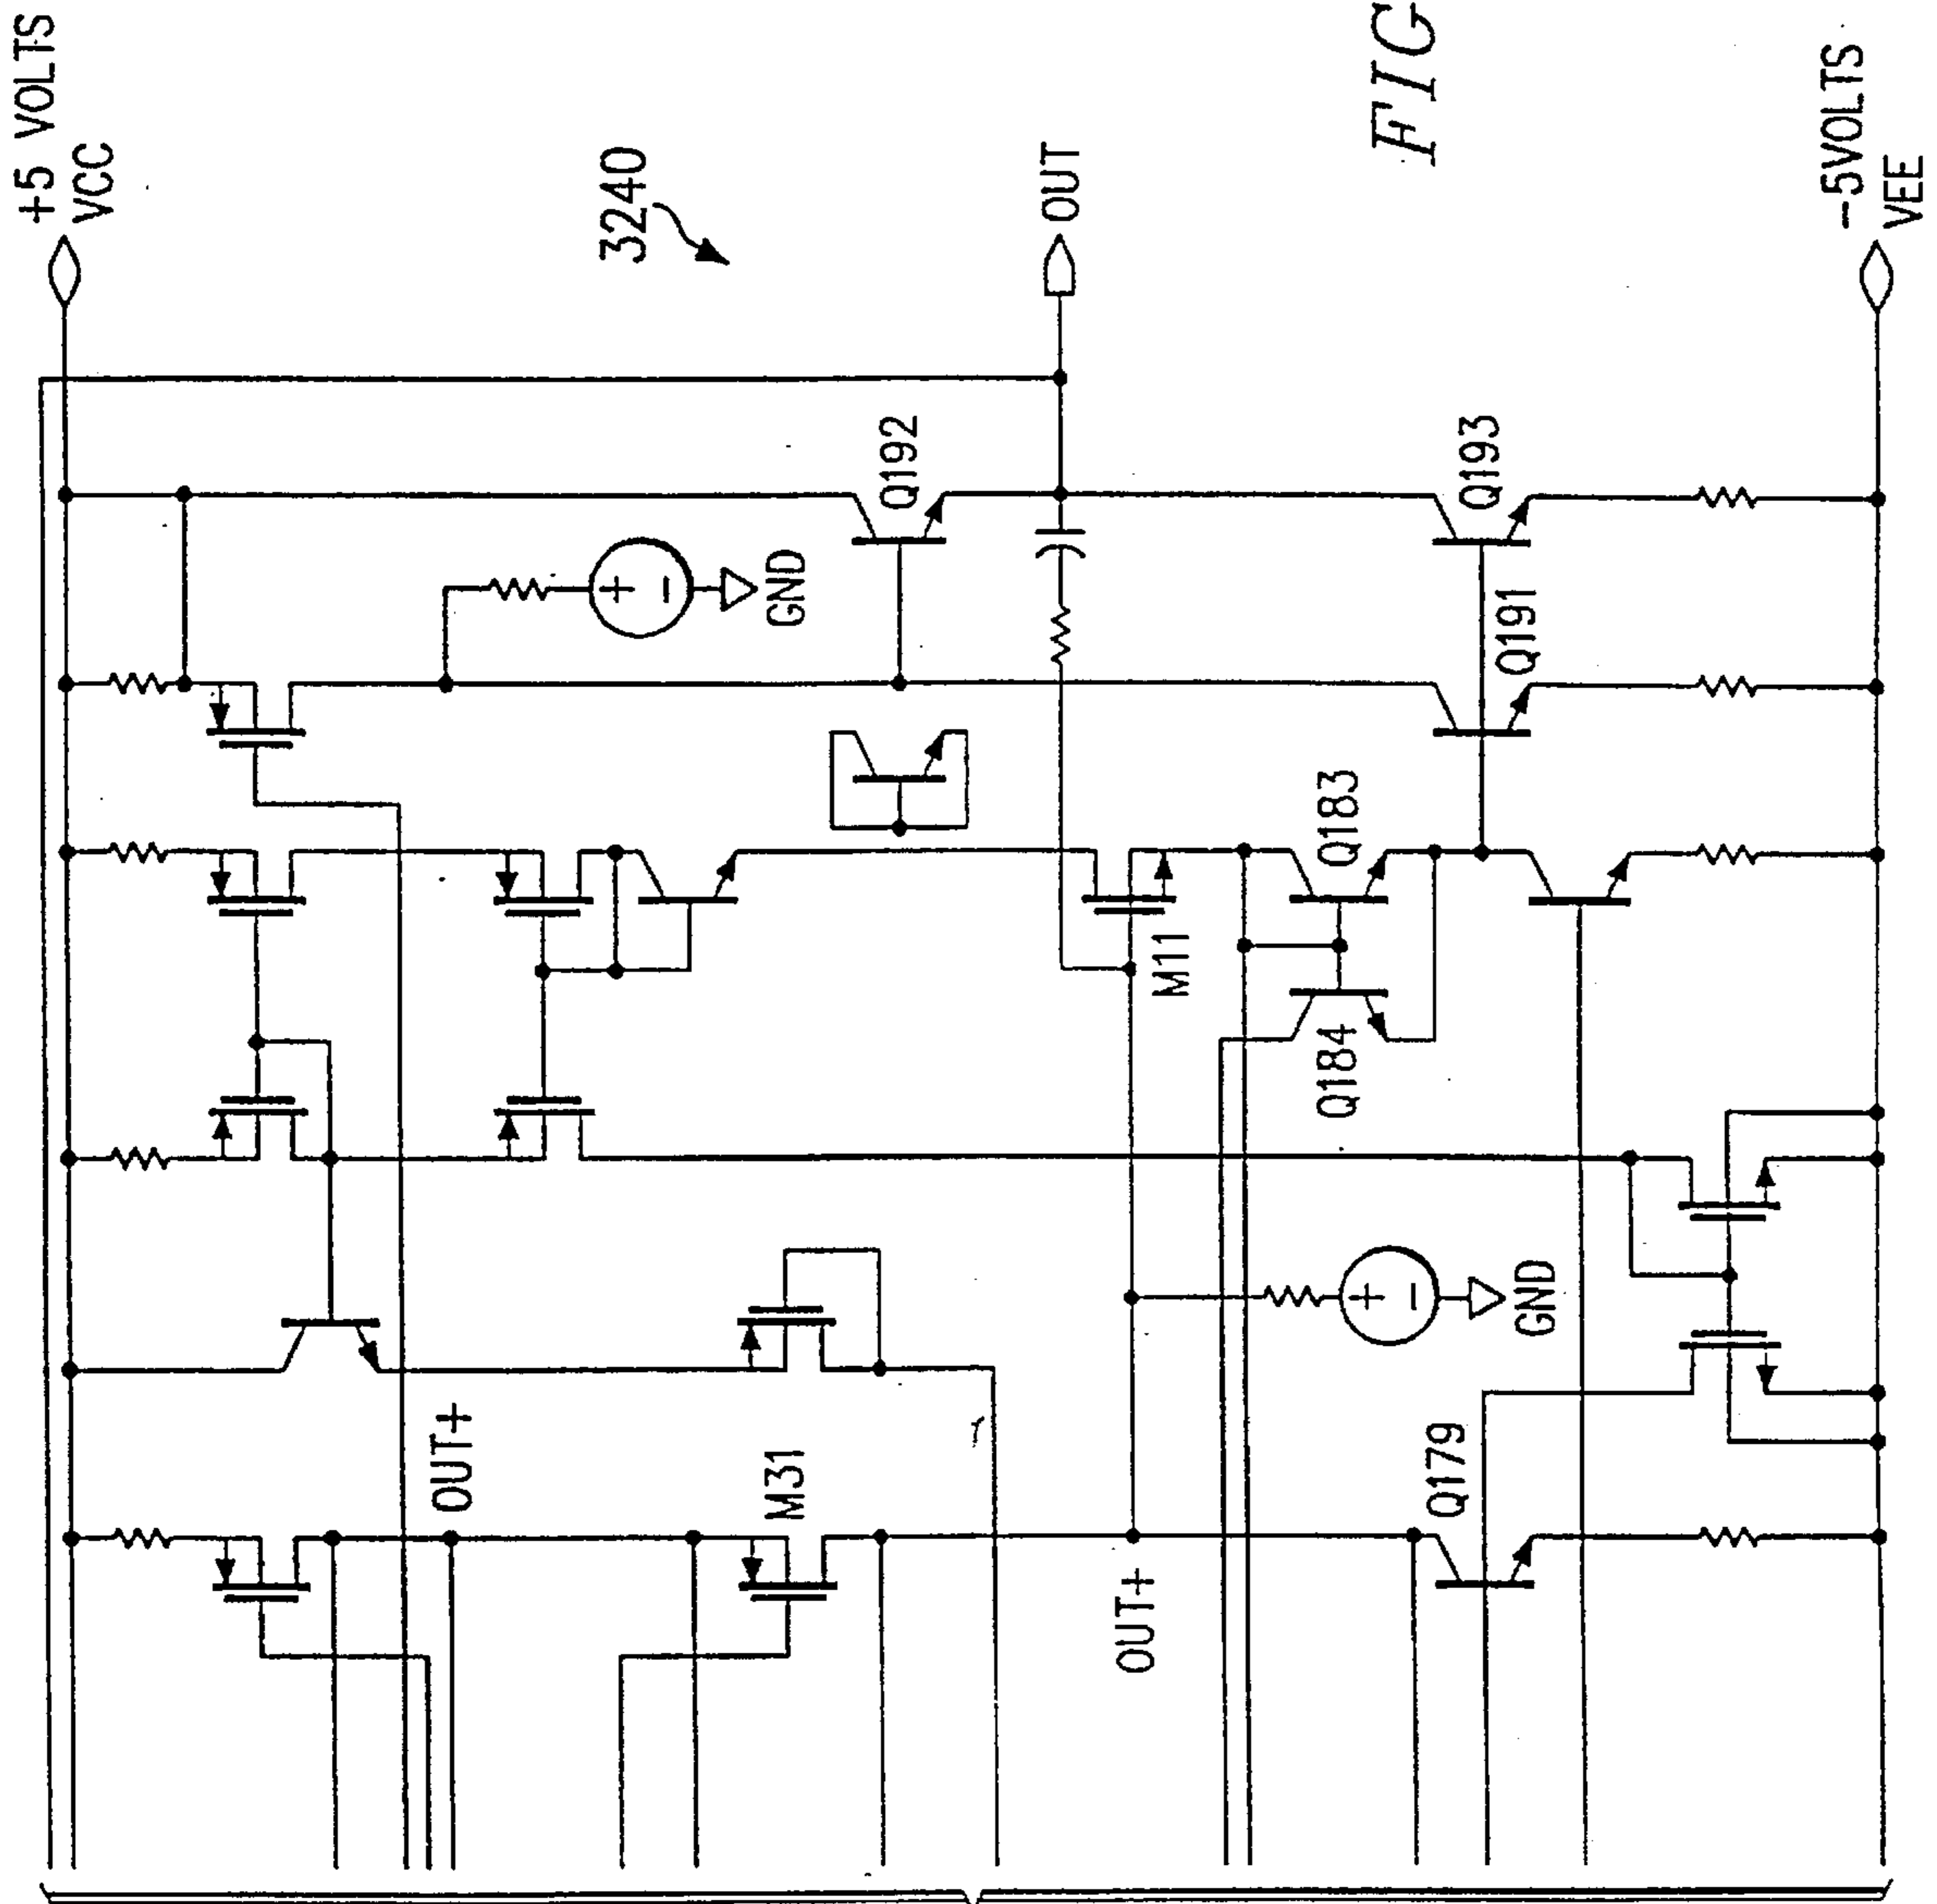 +5 VOLTS
VCC
3240
OUT
FIG
-5VOLTS
VEE
Q192
Q193
GND
Q191
Q183
M11
Q184
OUT+
M31
GND
Q179
OUT+